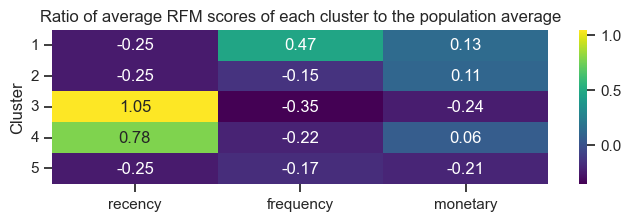 Ratio of average RFM scores of each cluster to the population average
Cluster
1 -0.25 0.47 0.13
2 -0.25 -0.15 0.11
3 1.05 -0.35 -0.24
4 0.78 -0.22 0.06
5 -0.25 -0.17 -0.21
recency frequency monetary
1.0
0.5
0.0